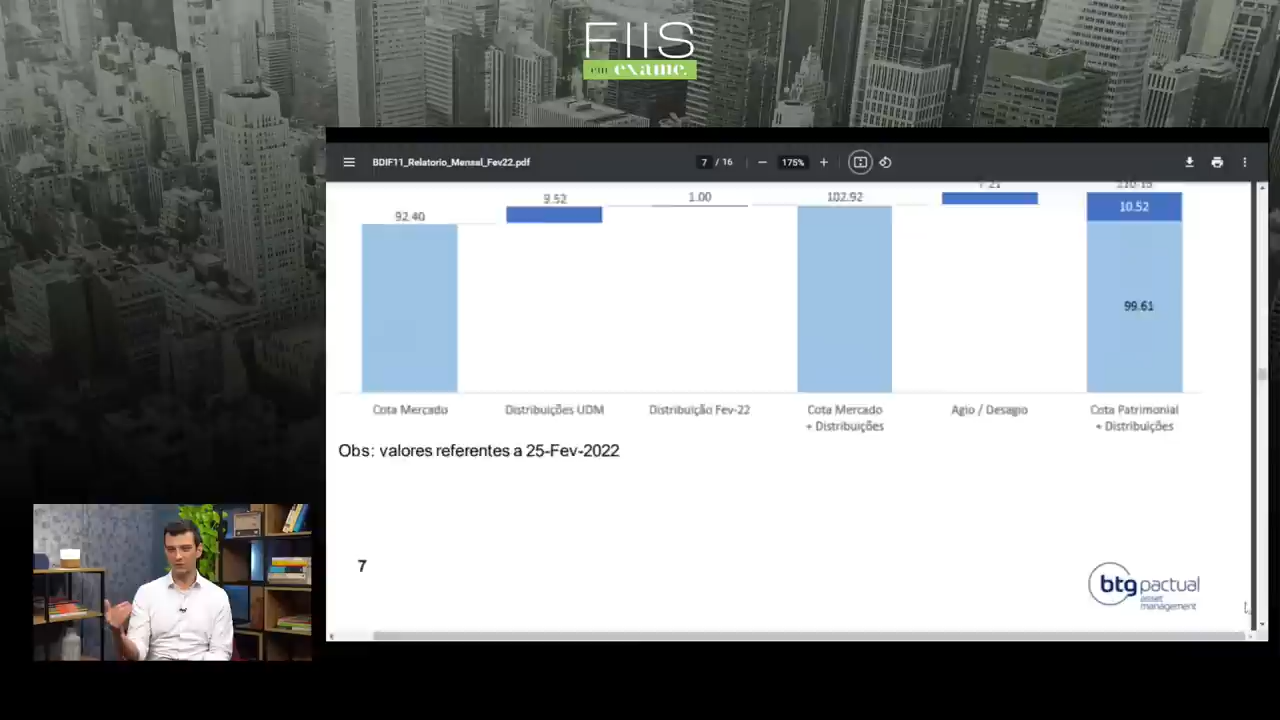 FIIS
em exame.
BDIF11_Relatorio_Mensal_Fev22.pdf
7 / 16
175%
92.40
9.52
1.00
102.92
7.21
10.52
99.61
Cota Mercado
Distribuições UDM
Distribuição Fev-22
Cota Mercado
+ Distribuições
Agio / Desagio
Cota Patrimonial
+ Distribuições
Obs: valores referentes a 25-Fev-2022
7
btg pactual
asset
management